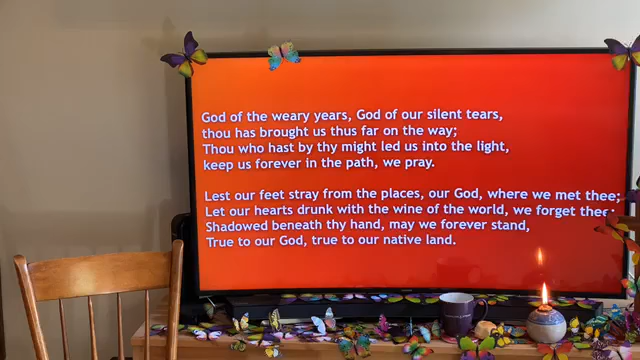 God of the weary years, God of our silent tears,
thou has brought us thus far on the way;
Thou who hast by thy might led us into the light,
keep us forever in the path, we pray.
Lest our feet stray from the places, our God, where we met thee;
Let our hearts drunk with the wine of the world, we forget thee;
Shadowed beneath thy hand, may we forever stand,
True to our God, true to our native land.